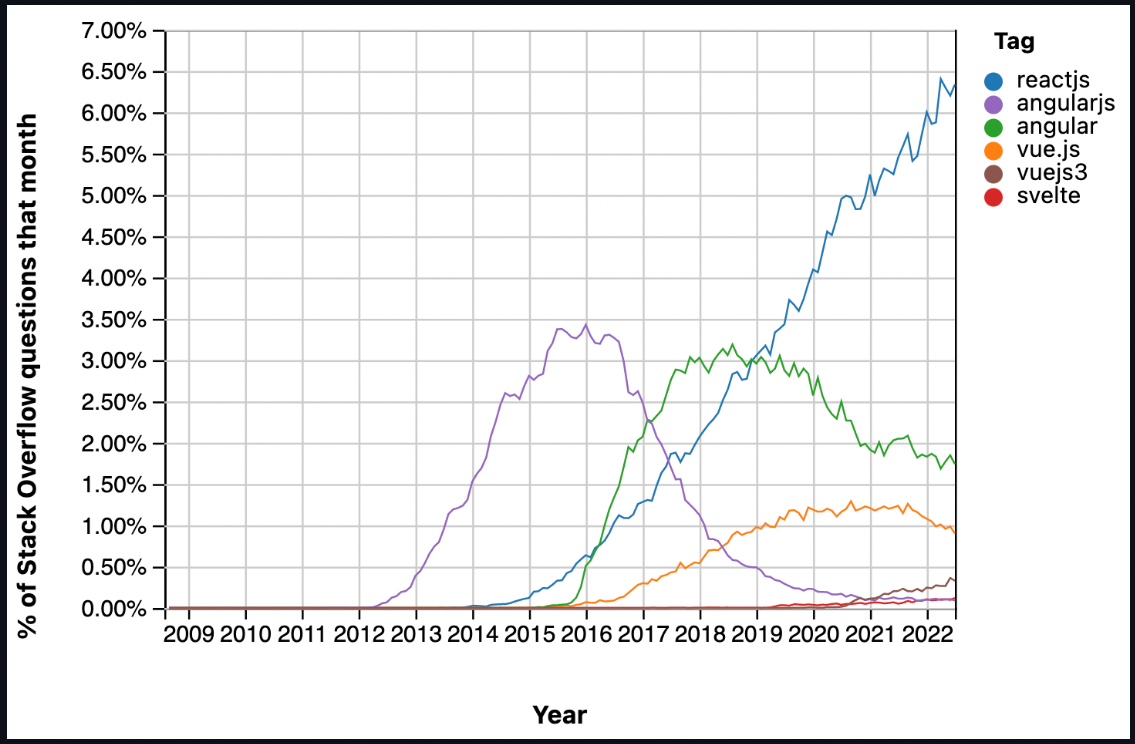 7.00%
6.50%
6.00%
5.50%
5.00%
4.50%
4.00%
3.50%
3.00%
2.50%
2.00%
1.50%
1.00%
0.50%
0.00%
% of Stack Overflow questions that month
2009 2010 2011 2012 2013 2014 2015 2016 2017 2018 2019 2020 2021 2022
Year
Tag
reactjs
angularjs
angular
vue.js
vuejs3
svelte